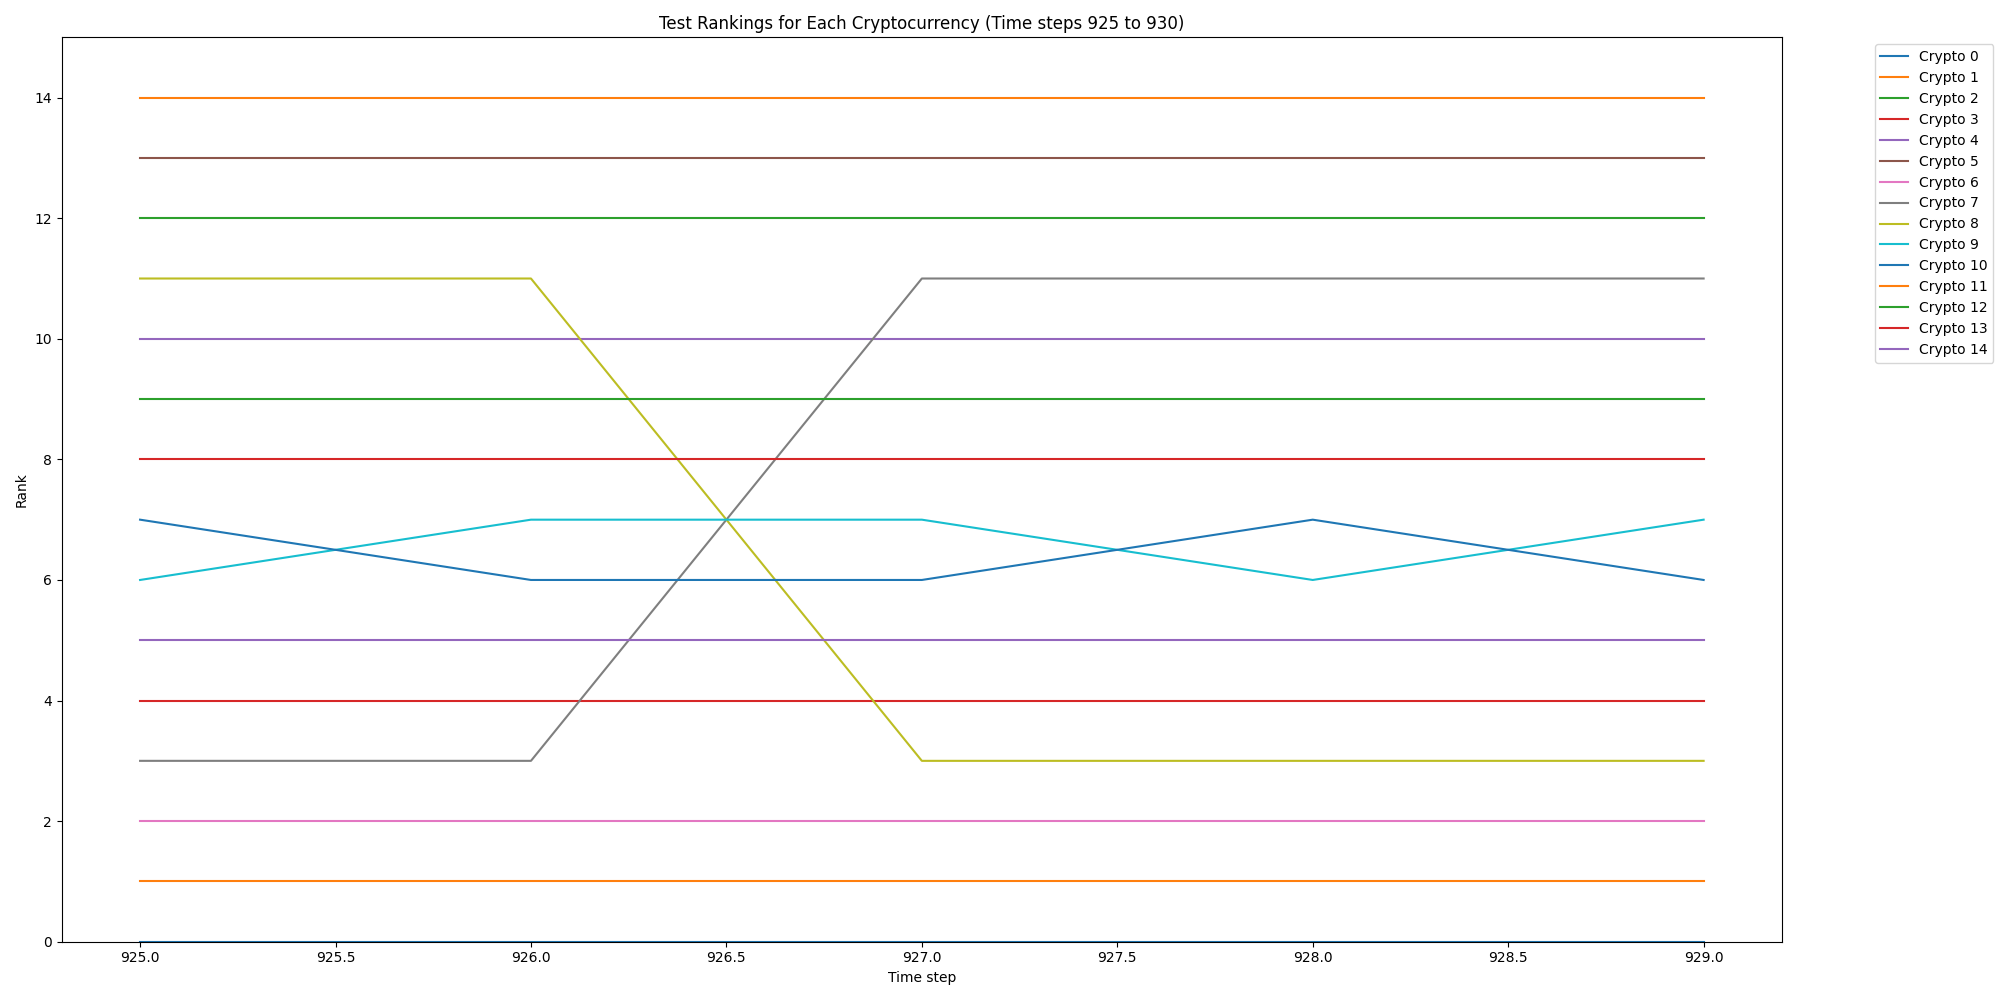 Test Rankings for Each Cryptocurrency (Time steps 925 to 930)
Rank
14
12
10
8
6
4
2
0
925.0 925.5 926.0 926.5 927.0 927.5 928.0 928.5 929.0
Time step
Crypto 0
Crypto 1
Crypto 2
Crypto 3
Crypto 4
Crypto 5
Crypto 6
Crypto 7
Crypto 8
Crypto 9
Crypto 10
Crypto 11
Crypto 12
Crypto 13
Crypto 14